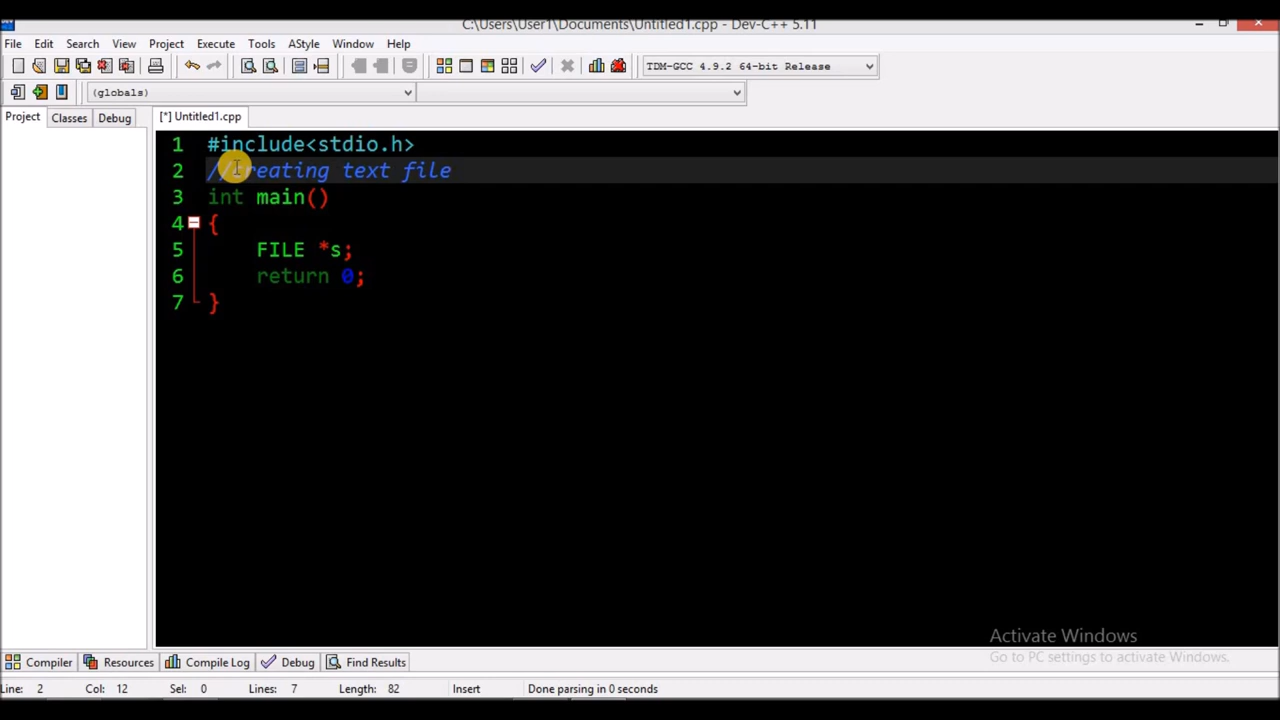 C:\Users\User1\Documents\Untitled1.cpp - Dev-C++ 5.11
File Edit Search View Project Execute Tools AStyle Window Help
TDM-GCC 4.9.2 64-bit Release
(globals)
Project Classes Debug [*] Untitled1.cpp
1 #include<stdio.h>
2 //creating text file
3 int main()
4 {
5 FILE *s;
6 return 0;
7 }
Activate Windows
Go to PC settings to activate Windows.
Compiler Resources Compile Log Debug Find Results
Line: 2 Col: 12 Sel: 0 Lines: 7 Length: 82 Insert Done parsing in 0 seconds